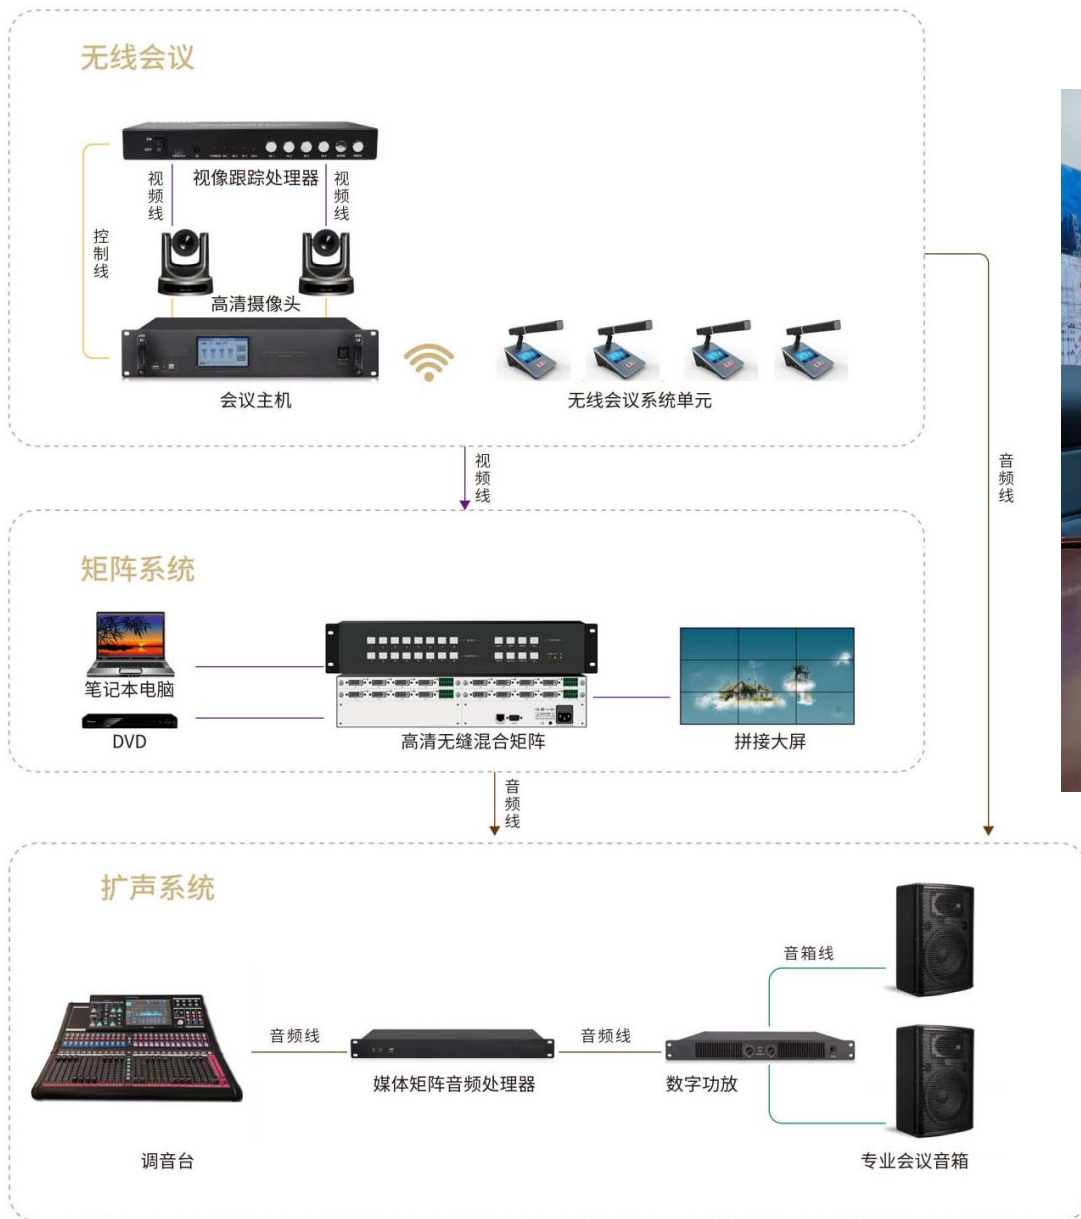 无线会议
视像跟踪处理器
视频线
视频线
控制线
高清摄像头
会议主机
无线会议系统单元
视频线
音频线
矩阵系统
笔记本电脑
DVD
高清无缝混合矩阵
拼接大屏
音频线
扩声系统
音箱线
音频线
音频线
媒体矩阵音频处理器
数字功放
调音台
专业会议音箱